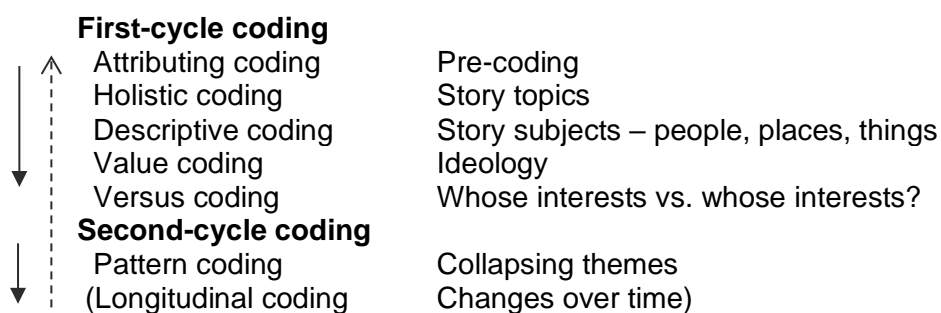 First-cycle coding
Attributing coding Pre-coding
Holistic coding Story topics
Descriptive coding Story subjects – people, places, things
Value coding Ideology
Versus coding Whose interests vs. whose interests?
Second-cycle coding
Pattern coding Collapsing themes
(Longitudinal coding Changes over time)